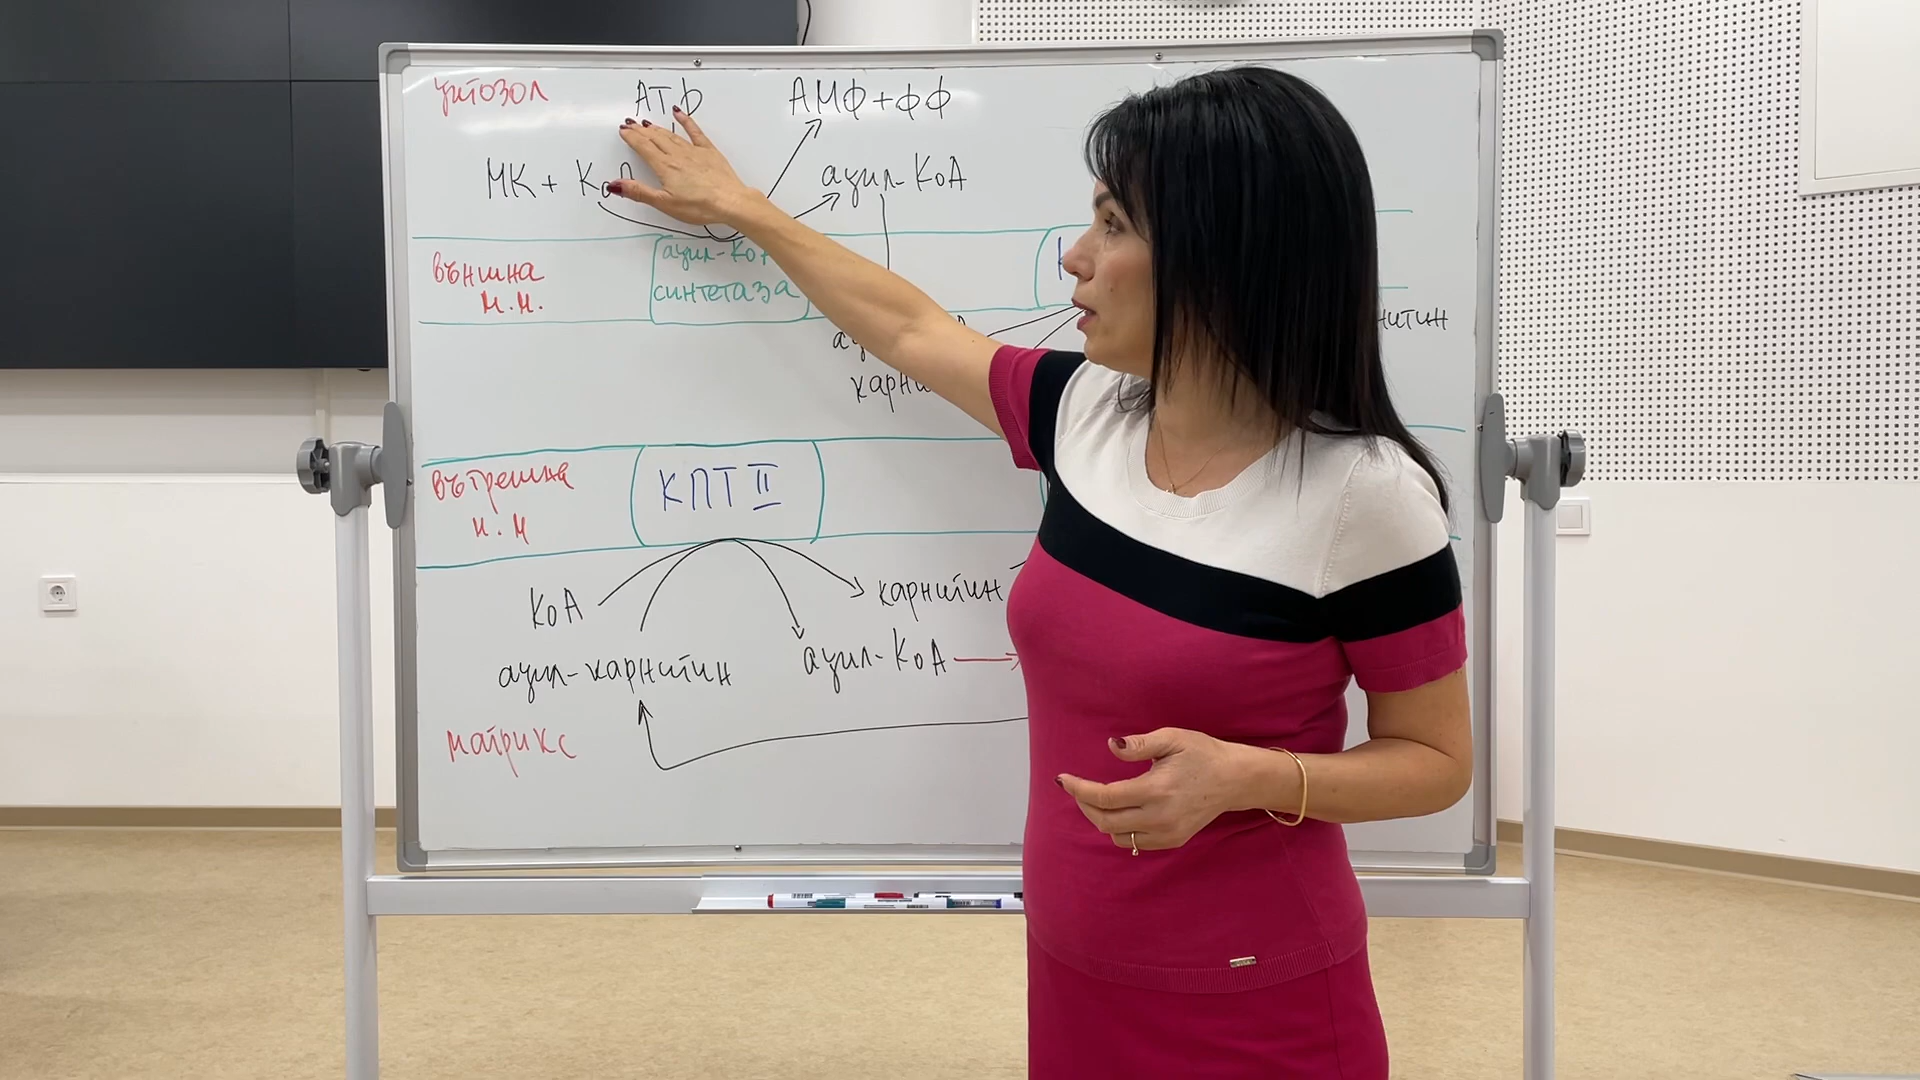 цитозол АТФ АМФ+ФФ
МК + КоА ацил-КоА
външна ацил-КоА
м.м. синтетаза
карнитин
вътрешна КПТ II
м.м
КоА карнитин
ацил-карнитин ацил-КоА
матрикс